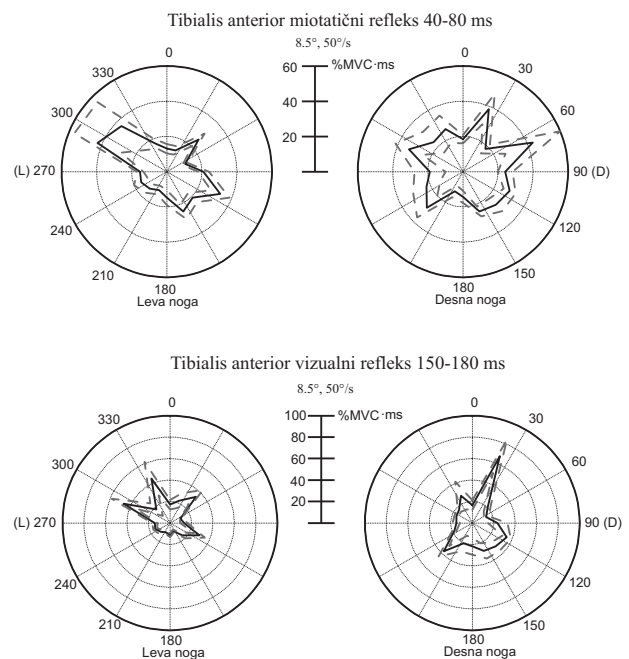 Tibialis anterior miotatični refleks 40-80 ms
8.5°, 50°/s
0
330
300
(L) 270
240
210
180
Leva noga
60
%MVC·ms
40
20
0
30
60
90 (D)
120
150
180
Desna noga
Tibialis anterior vizualni refleks 150-180 ms
8.5°, 50°/s
0
330
300
(L) 270
240
210
180
Leva noga
100
%MVC·ms
80
60
40
20
0
30
60
90 (D)
120
150
180
Desna noga